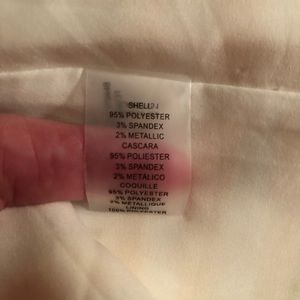 SHELL
95% POLYESTER
3% SPANDEX
2% METALLIC
CASCARA
95% POLIESTER
3% SPANDEX
2% METALICO
COQUILLE
95% POLYESTER
3% SPANDEX
2% METALLIQUE
LINING
100% POLYESTER